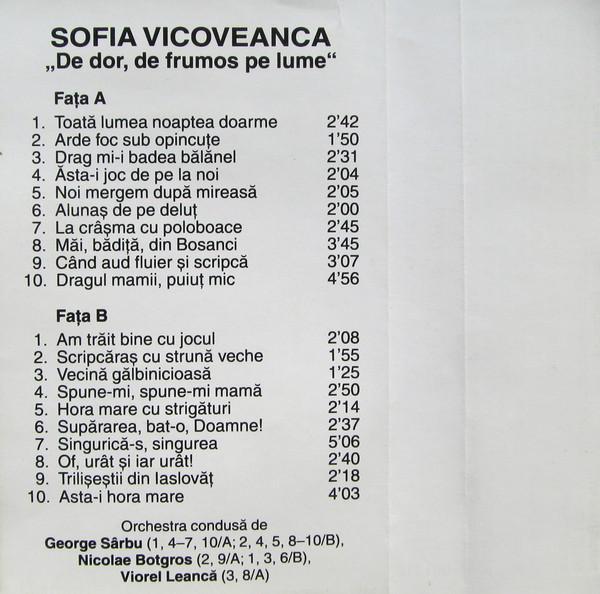 SOFIA VICOVEANCA
„De dor, de frumos pe lume“
Fața A
1. Toată lumea noaptea doarme 2'42
2. Arde foc sub opincuțe 1'50
3. Drag mi-i badea bălănel 2'31
4. Ăsta-i joc de pe la noi 2'04
5. Noi mergem după mireasă 2'05
6. Alunaș de pe deluț 2'00
7. La crâșma cu poloboace 2'45
8. Măi, bădiță, din Bosanci 3'45
9. Când aud fluier și scripcă 3'07
10. Dragul mamii, puiuț mic 4'56
Fața B
1. Am trăit bine cu jocul 2'08
2. Scripcăraș cu strună veche 1'55
3. Vecină gălbinicioasă 1'25
4. Spune-mi, spune-mi mamă 2'50
5. Hora mare cu strigături 2'14
6. Supărarea, bat-o, Doamne! 2'37
7. Singurică-s, singurea 5'06
8. Of, urât și iar urât! 2'40
9. Trilișeștii din Iaslovăț 2'18
10. Asta-i hora mare 4'03
Orchestra condusă de
George Sârbu (1, 4–7, 10/A; 2, 4, 5, 8–10/B),
Nicolae Botgros (2, 9/A; 1, 3, 6/B),
Viorel Leancă (3, 8/A)